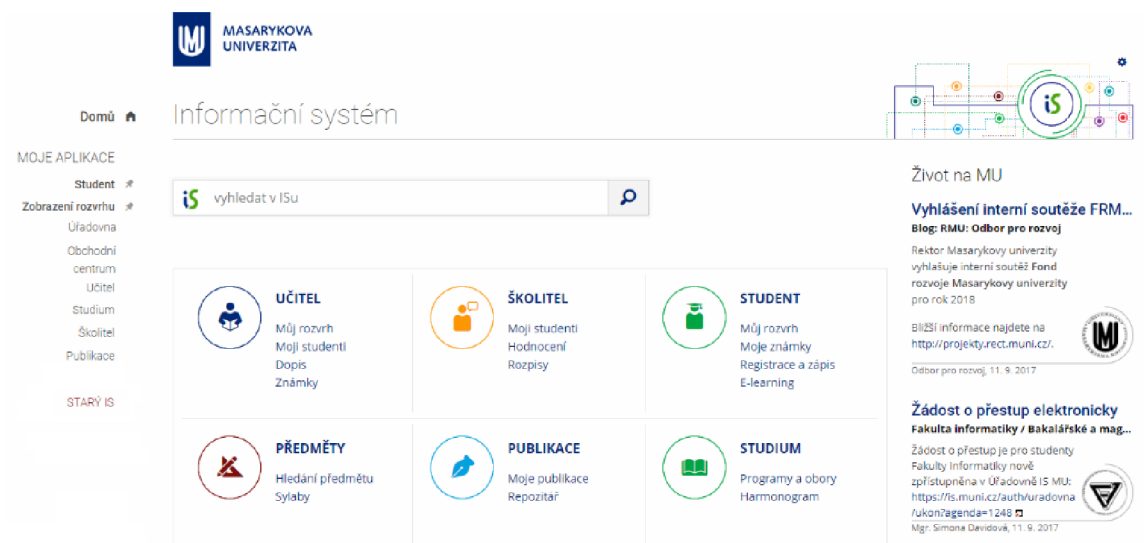 MASARYKOVA
UNIVERZITA
Domů
Informační systém
iS
MOJE APLIKACE
Student
Zobrazení rozvrhu
Úřadovna
Obchodní
centrum
Učitel
Studium
Školitel
Publikace
STARÝ IS
iS vyhledat v ISu
UČITEL
Můj rozvrh
Moji studenti
Dopis
Známky
ŠKOLITEL
Moji studenti
Hodnocení
Rozpisy
STUDENT
Můj rozvrh
Moje známky
Registrace a zápis
E-learning
PŘEDMĚTY
Hledání předmětu
Sylaby
PUBLIKACE
Moje publikace
Repozitář
STUDIUM
Programy a obory
Harmonogram
Život na MU
Vyhlášení interní soutěže FRM...
Blog: RMU: Odbor pro rozvoj
Rektor Masarykovy univerzity
vyhlašuje interní soutěž Fond
rozvoje Masarykovy univerzity
pro rok 2018
Bližší informace najdete na
http://projekty.rect.muni.cz/.
Odbor pro rozvoj, 11. 9. 2017
Žádost o přestup elektronicky
Fakulta informatiky / Bakalářské a mag...
Žádost o přestup je pro studenty
Fakulty Informatiky nově
zpřístupněna v Úřadovně IS MU:
https://is.muni.cz/auth/uradovna
/ukon?agenda=1248
Mgr. Simona Davidová, 11. 9. 2017